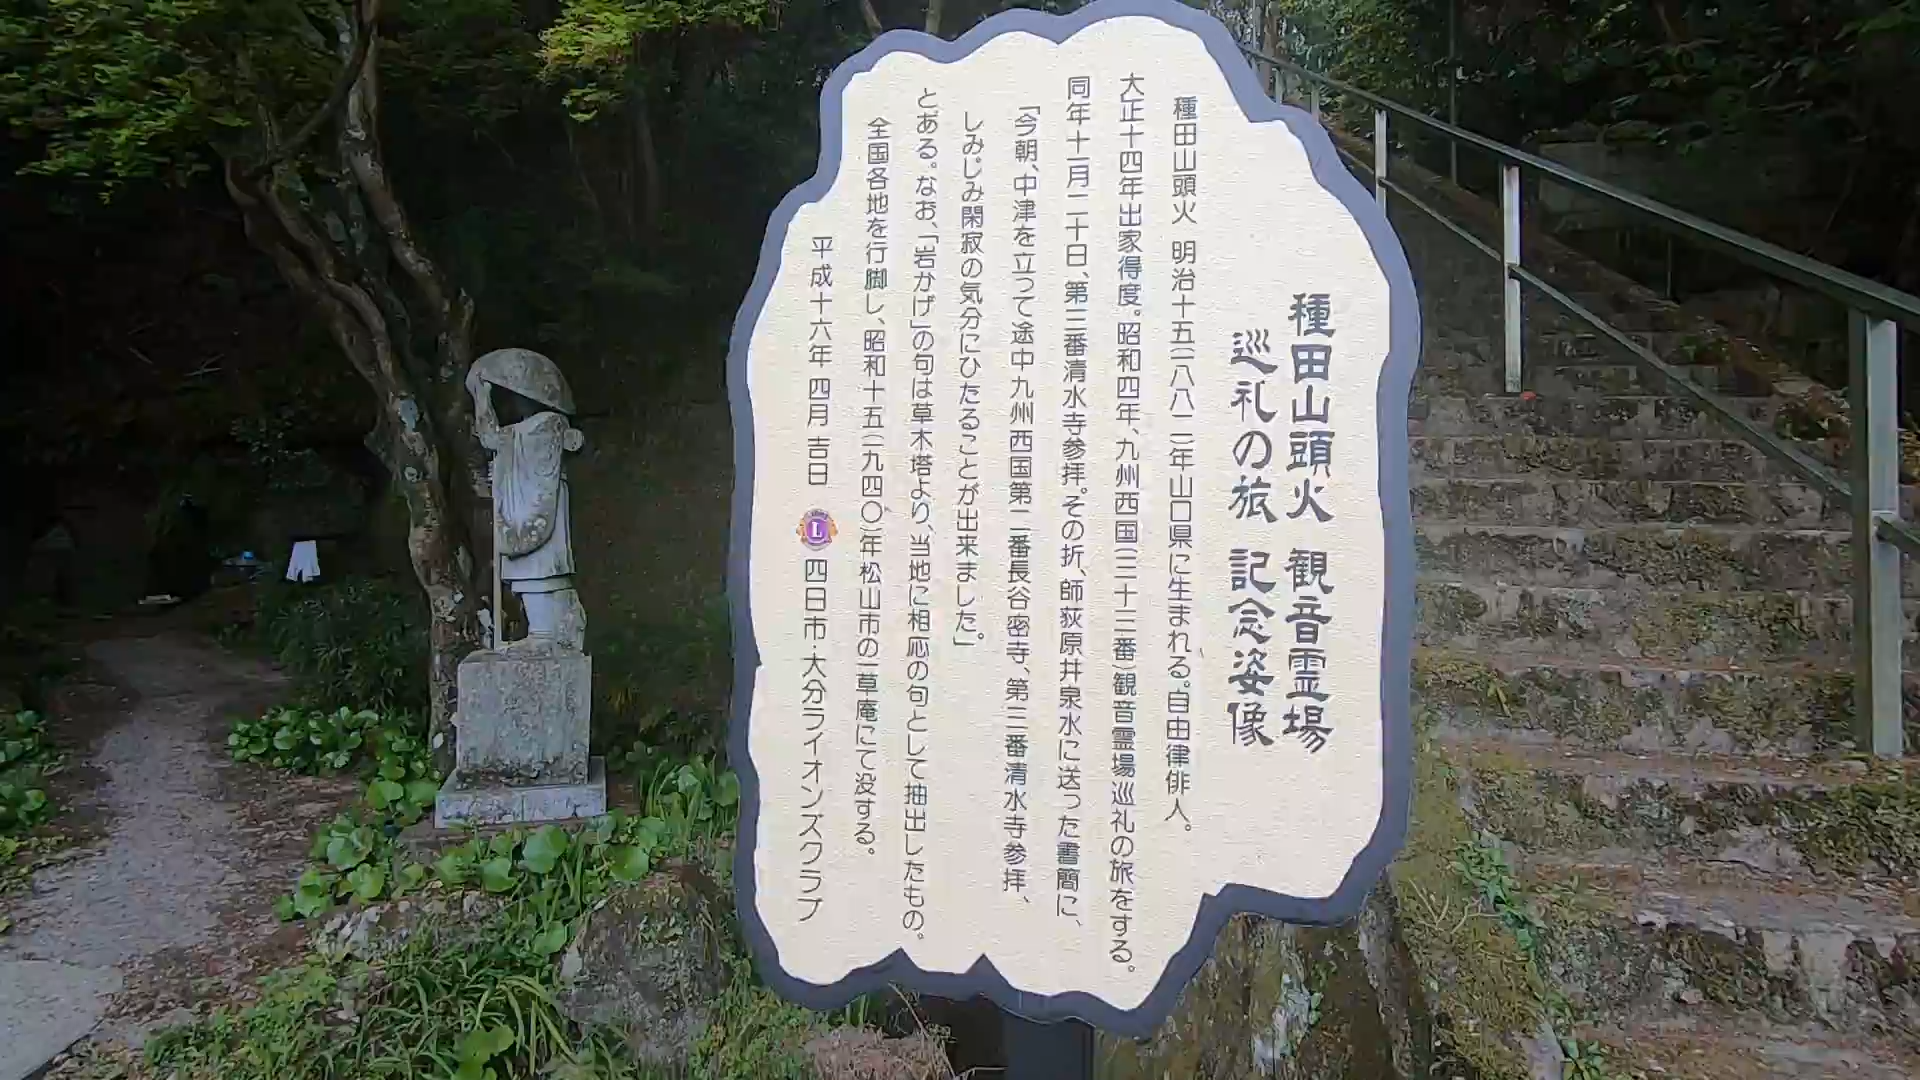 種田山頭火 観音霊場
巡礼の旅 記念姿像
種田山頭火 明治十五(一八八二)年山口県に生まれる。自由律俳人。
大正十四年出家得度。昭和四年、九州西国(三十三番)観音霊場巡礼の旅をする。
同年十一月二十日、第三番清水寺参拝。その折、師荻原井泉水に送った書簡に、
「今朝、中津を立って途中九州西国第二番長谷密寺、第三番清水寺参拝、
しみじみ閑寂の気分にひたることが出来ました。」
とある。なお、「岩かげ」の句は草木塔より、当地に相応の句として抽出したもの。
全国各地を行脚し、昭和十五(一九四〇)年松山市の一草庵にて没する。
平成十六年 四月 吉日 L 四日市・大分ライオンズクラブ